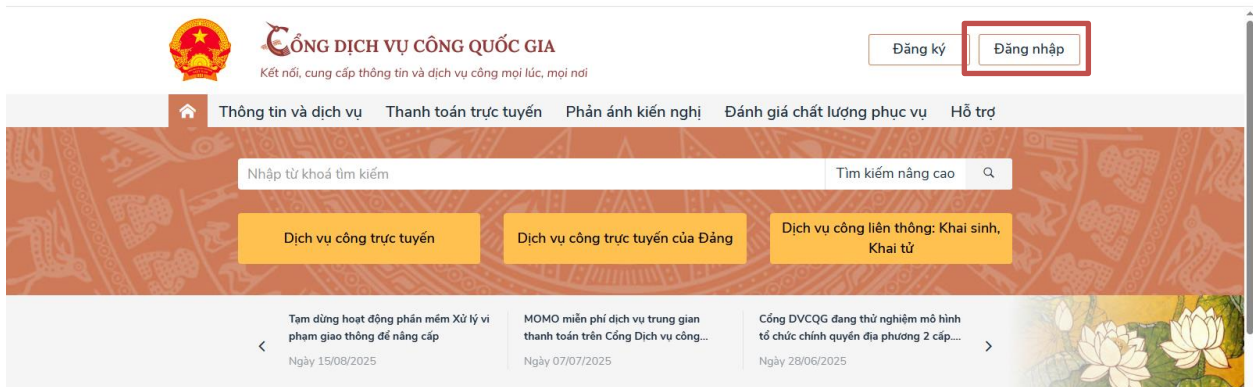 CỔNG DỊCH VỤ CÔNG QUỐC GIA
Kết nối, cung cấp thông tin và dịch vụ công mọi lúc, mọi nơi
Đăng ký
Đăng nhập
Thông tin và dịch vụ
Thanh toán trực tuyến
Phản ánh kiến nghị
Đánh giá chất lượng phục vụ
Hỗ trợ
Nhập từ khoá tìm kiếm
Tìm kiếm nâng cao
Dịch vụ công trực tuyến
Dịch vụ công trực tuyến của Đảng
Dịch vụ công liên thông: Khai sinh,
Khai tử
Tạm dừng hoạt động phần mềm Xử lý vi
phạm giao thông để nâng cấp
Ngày 15/08/2025
MOMO miễn phí dịch vụ trung gian
thanh toán trên Cổng Dịch vụ công...
Ngày 07/07/2025
Cổng DVCQG đang thử nghiệm mô hình
tổ chức chính quyền địa phương 2 cấp....
Ngày 28/06/2025